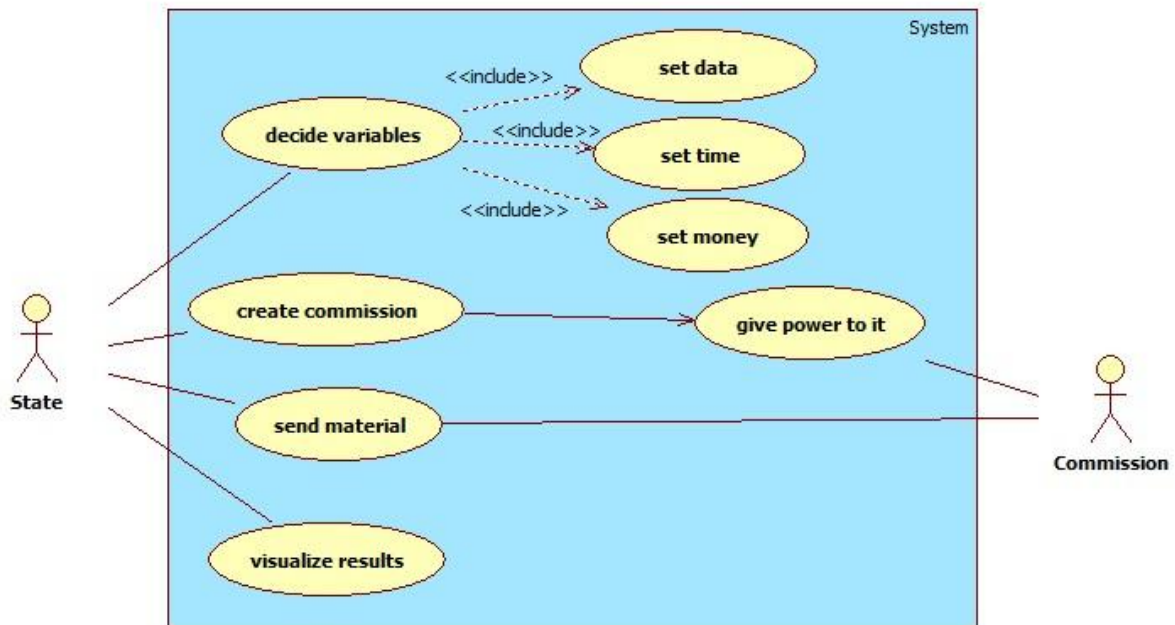 System
<<include>>
set data
decide variables
<<include>>
set time
<<include>>
set money
create commission
give power to it
State
send material
Commission
visualize results